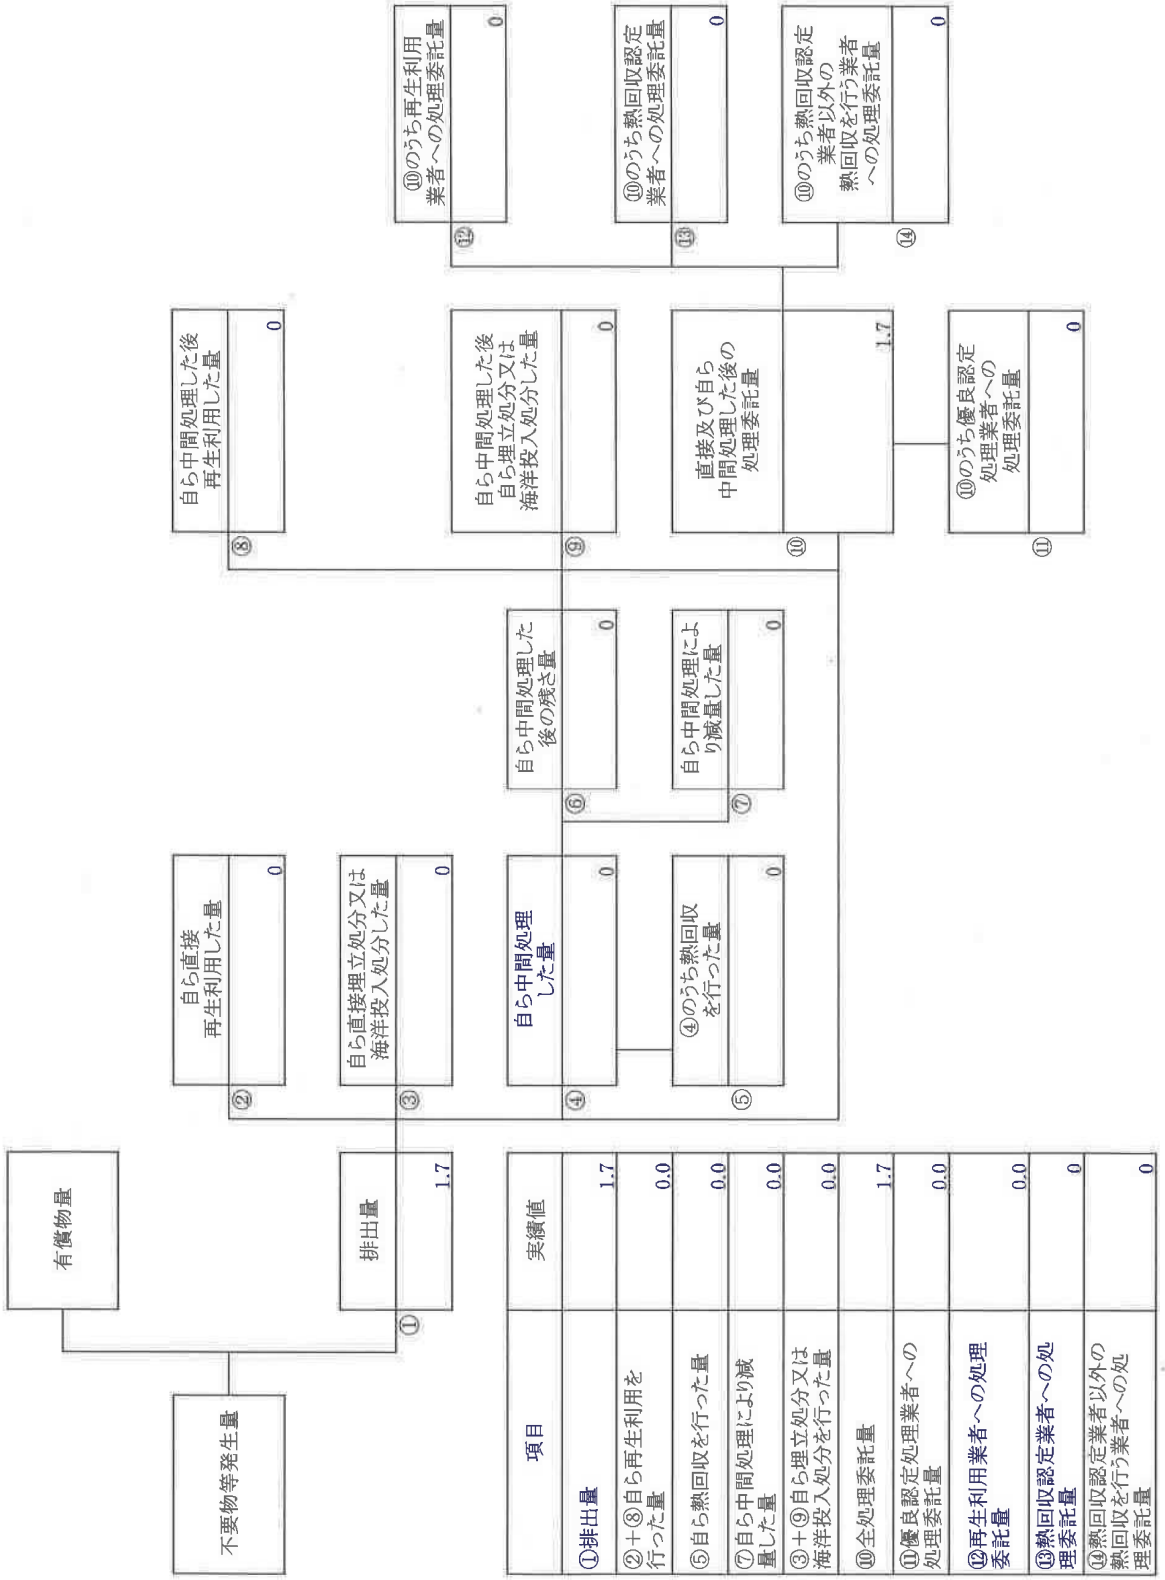 不要物等発生量
有償物量
①
排出量
1.7
②
自ら直接
再生利用した量
0
③
自ら直接埋立処分又は
海洋投入処分した量
0
④
自ら中間処理
した量
0
⑤
④のうち熱回収
を行った量
0
⑥
自ら中間処理した
後の残さ量
0
⑦
自ら中間処理によ
り減量した量
0
⑧
自ら中間処理した後
再生利用した量
0
⑨
自ら中間処理した後
自ら埋立処分又は
海洋投入処分した量
0
⑩
直接及び自ら
中間処理した後の
処理委託量
1.7
⑪
⑩のうち優良認定
処理業者への
処理委託量
0
⑫
⑩のうち再生利用
業者への処理委託量
0
⑬
⑩のうち熱回収認定
業者への処理委託量
0
⑭
⑩のうち熱回収認定
業者以外の
熱回収を行う業者
への処理委託量
0
項目
実績値
①排出量
1.7
②+⑧自ら再生利用を
行った量
0.0
⑤自ら熱回収を行った量
0.0
⑦自ら中間処理により減
量した量
0.0
③+⑨自ら埋立処分又は
海洋投入処分を行った量
0.0
⑩全処理委託量
1.7
⑪優良認定処理業者への
処理委託量
0.0
⑫再生利用業者への処理
委託量
0.0
⑬熱回収認定業者への処
理委託量
0
⑭熱回収認定業者以外の
熱回収を行う業者への処
理委託量
0